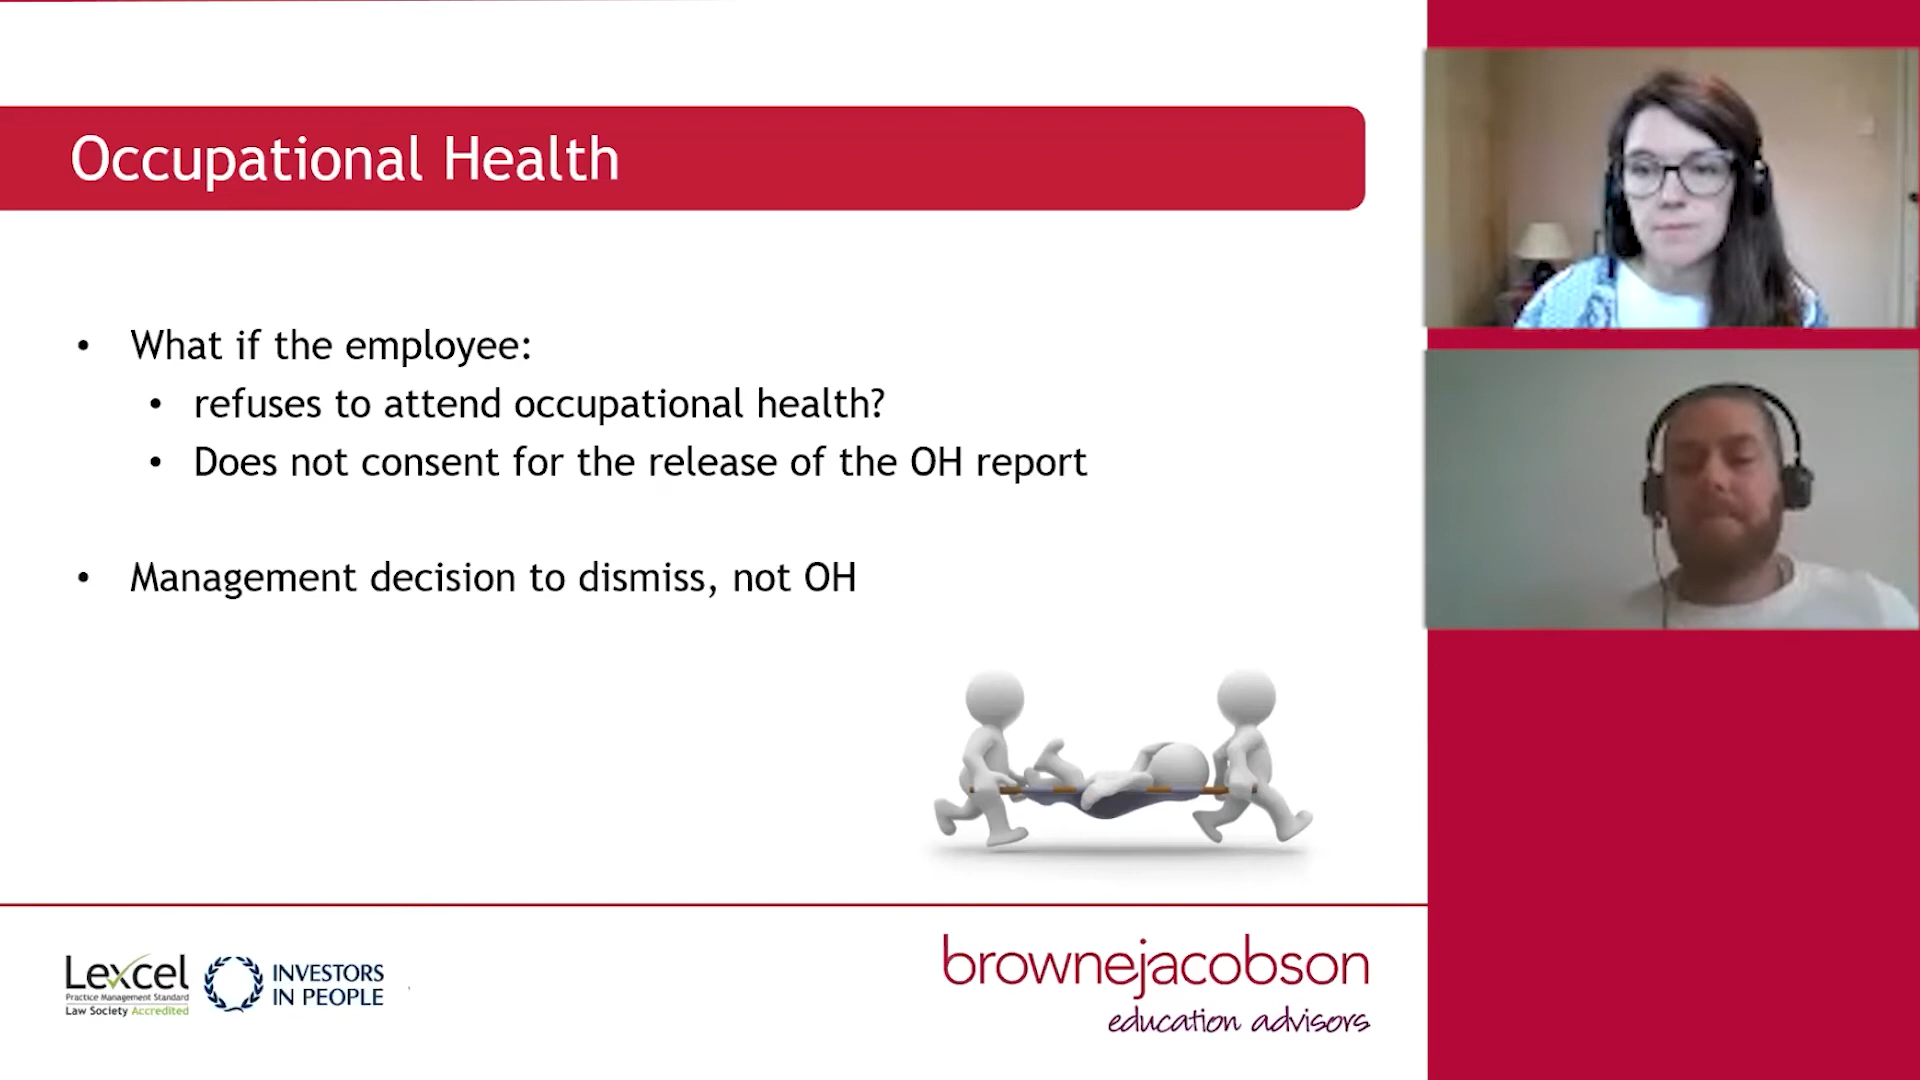 Occupational Health
• What if the employee:
• refuses to attend occupational health?
• Does not consent for the release of the OH report
• Management decision to dismiss, not OH
Lexcel
Practice Management Standard
Law Society Accredited
INVESTORS
IN PEOPLE
brownejacobson
education advisors